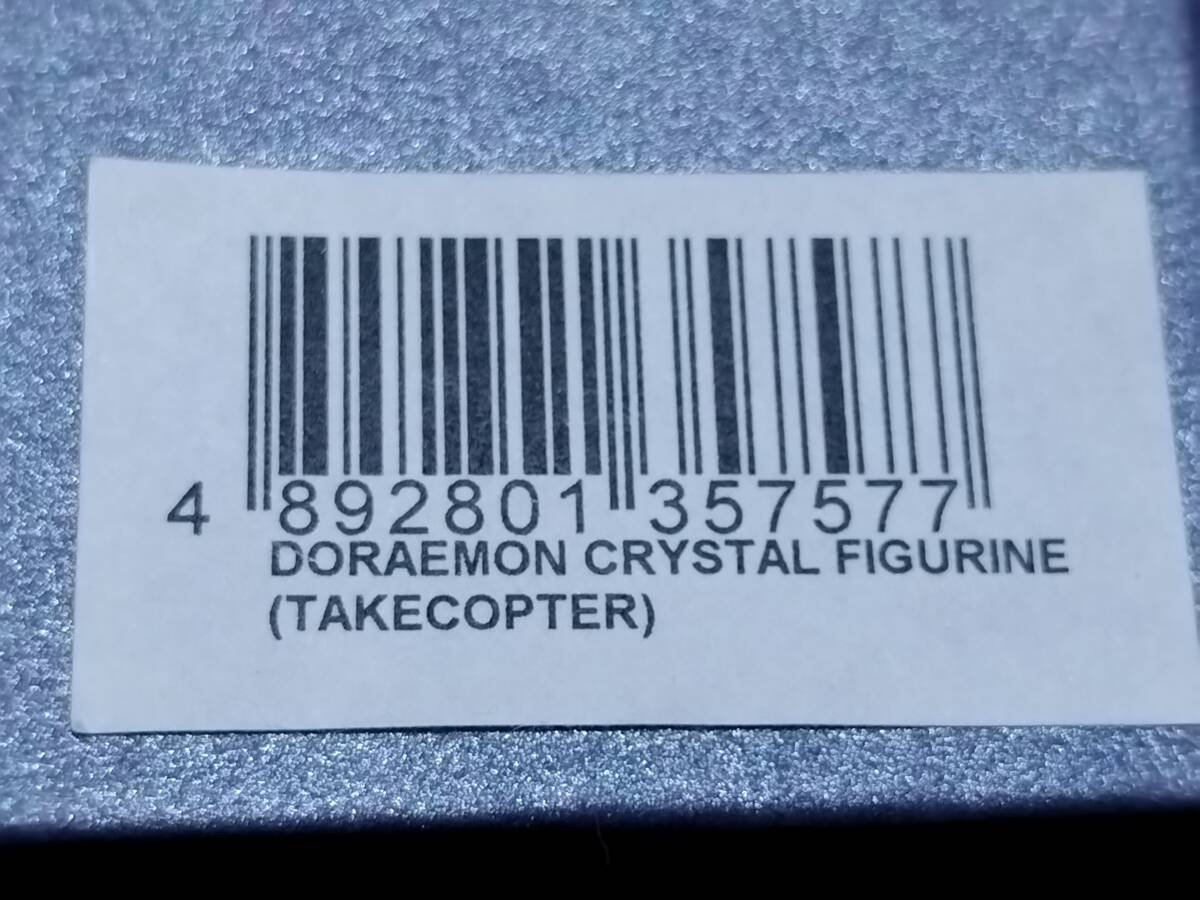 4 892801 357577
DORAEMON CRYSTAL FIGURINE
(TAKECOPTER)